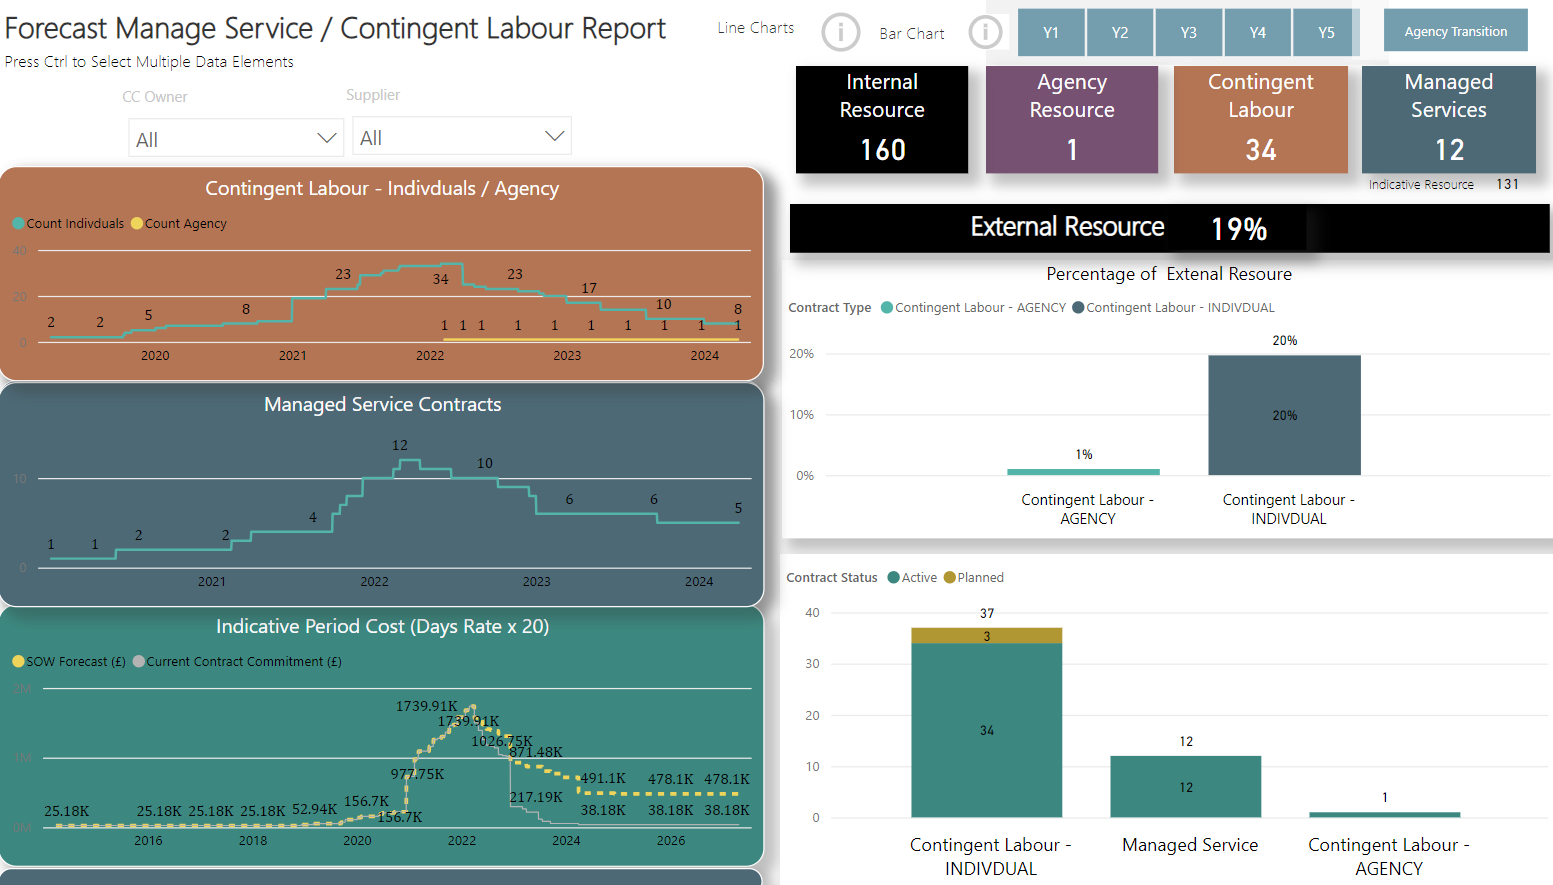 Forecast Manage Service / Contingent Labour Report
Press Ctrl to Select Multiple Data Elements
Line Charts
Bar Chart
Y1
Y2
Y3
Y4
Y5
Agency Transition
CC Owner
All
Supplier
All
Internal
Resource
160
Agency
Resource
1
Contingent
Labour
34
Managed
Services
12
Indicative Resource 131
External Resource 19%
Contingent Labour - Indivduals / Agency
Count Indivduals Count Agency
40
20
0
2 2 5 8 23 34 23 17 10 8
1 1 1 1 1 1 1 1 1 1
2020 2021 2022 2023 2024
Managed Service Contracts
10
0
1 1 2 2 4 12 10 6 6 5
2021 2022 2023 2024
Indicative Period Cost (Days Rate x 20)
SOW Forecast (£) Current Contract Commitment (£)
2M
1M
0M
1739.91K
1739.91K
1026.75K
871.48K
977.75K
491.1K 478.1K 478.1K
25.18K 25.18K 25.18K 25.18K 52.94K 156.7K
156.7K
217.19K
38.18K 38.18K 38.18K
2016 2018 2020 2022 2024 2026
Percentage of Extenal Resoure
Contract Type Contingent Labour - AGENCY Contingent Labour - INDIVDUAL
20%
10%
0%
1%
20%
20%
Contingent Labour -
AGENCY
Contingent Labour -
INDIVDUAL
Contract Status Active Planned
40
30
20
10
0
37
3
34
12
12
1
Contingent Labour -
INDIVDUAL
Managed Service
Contingent Labour -
AGENCY